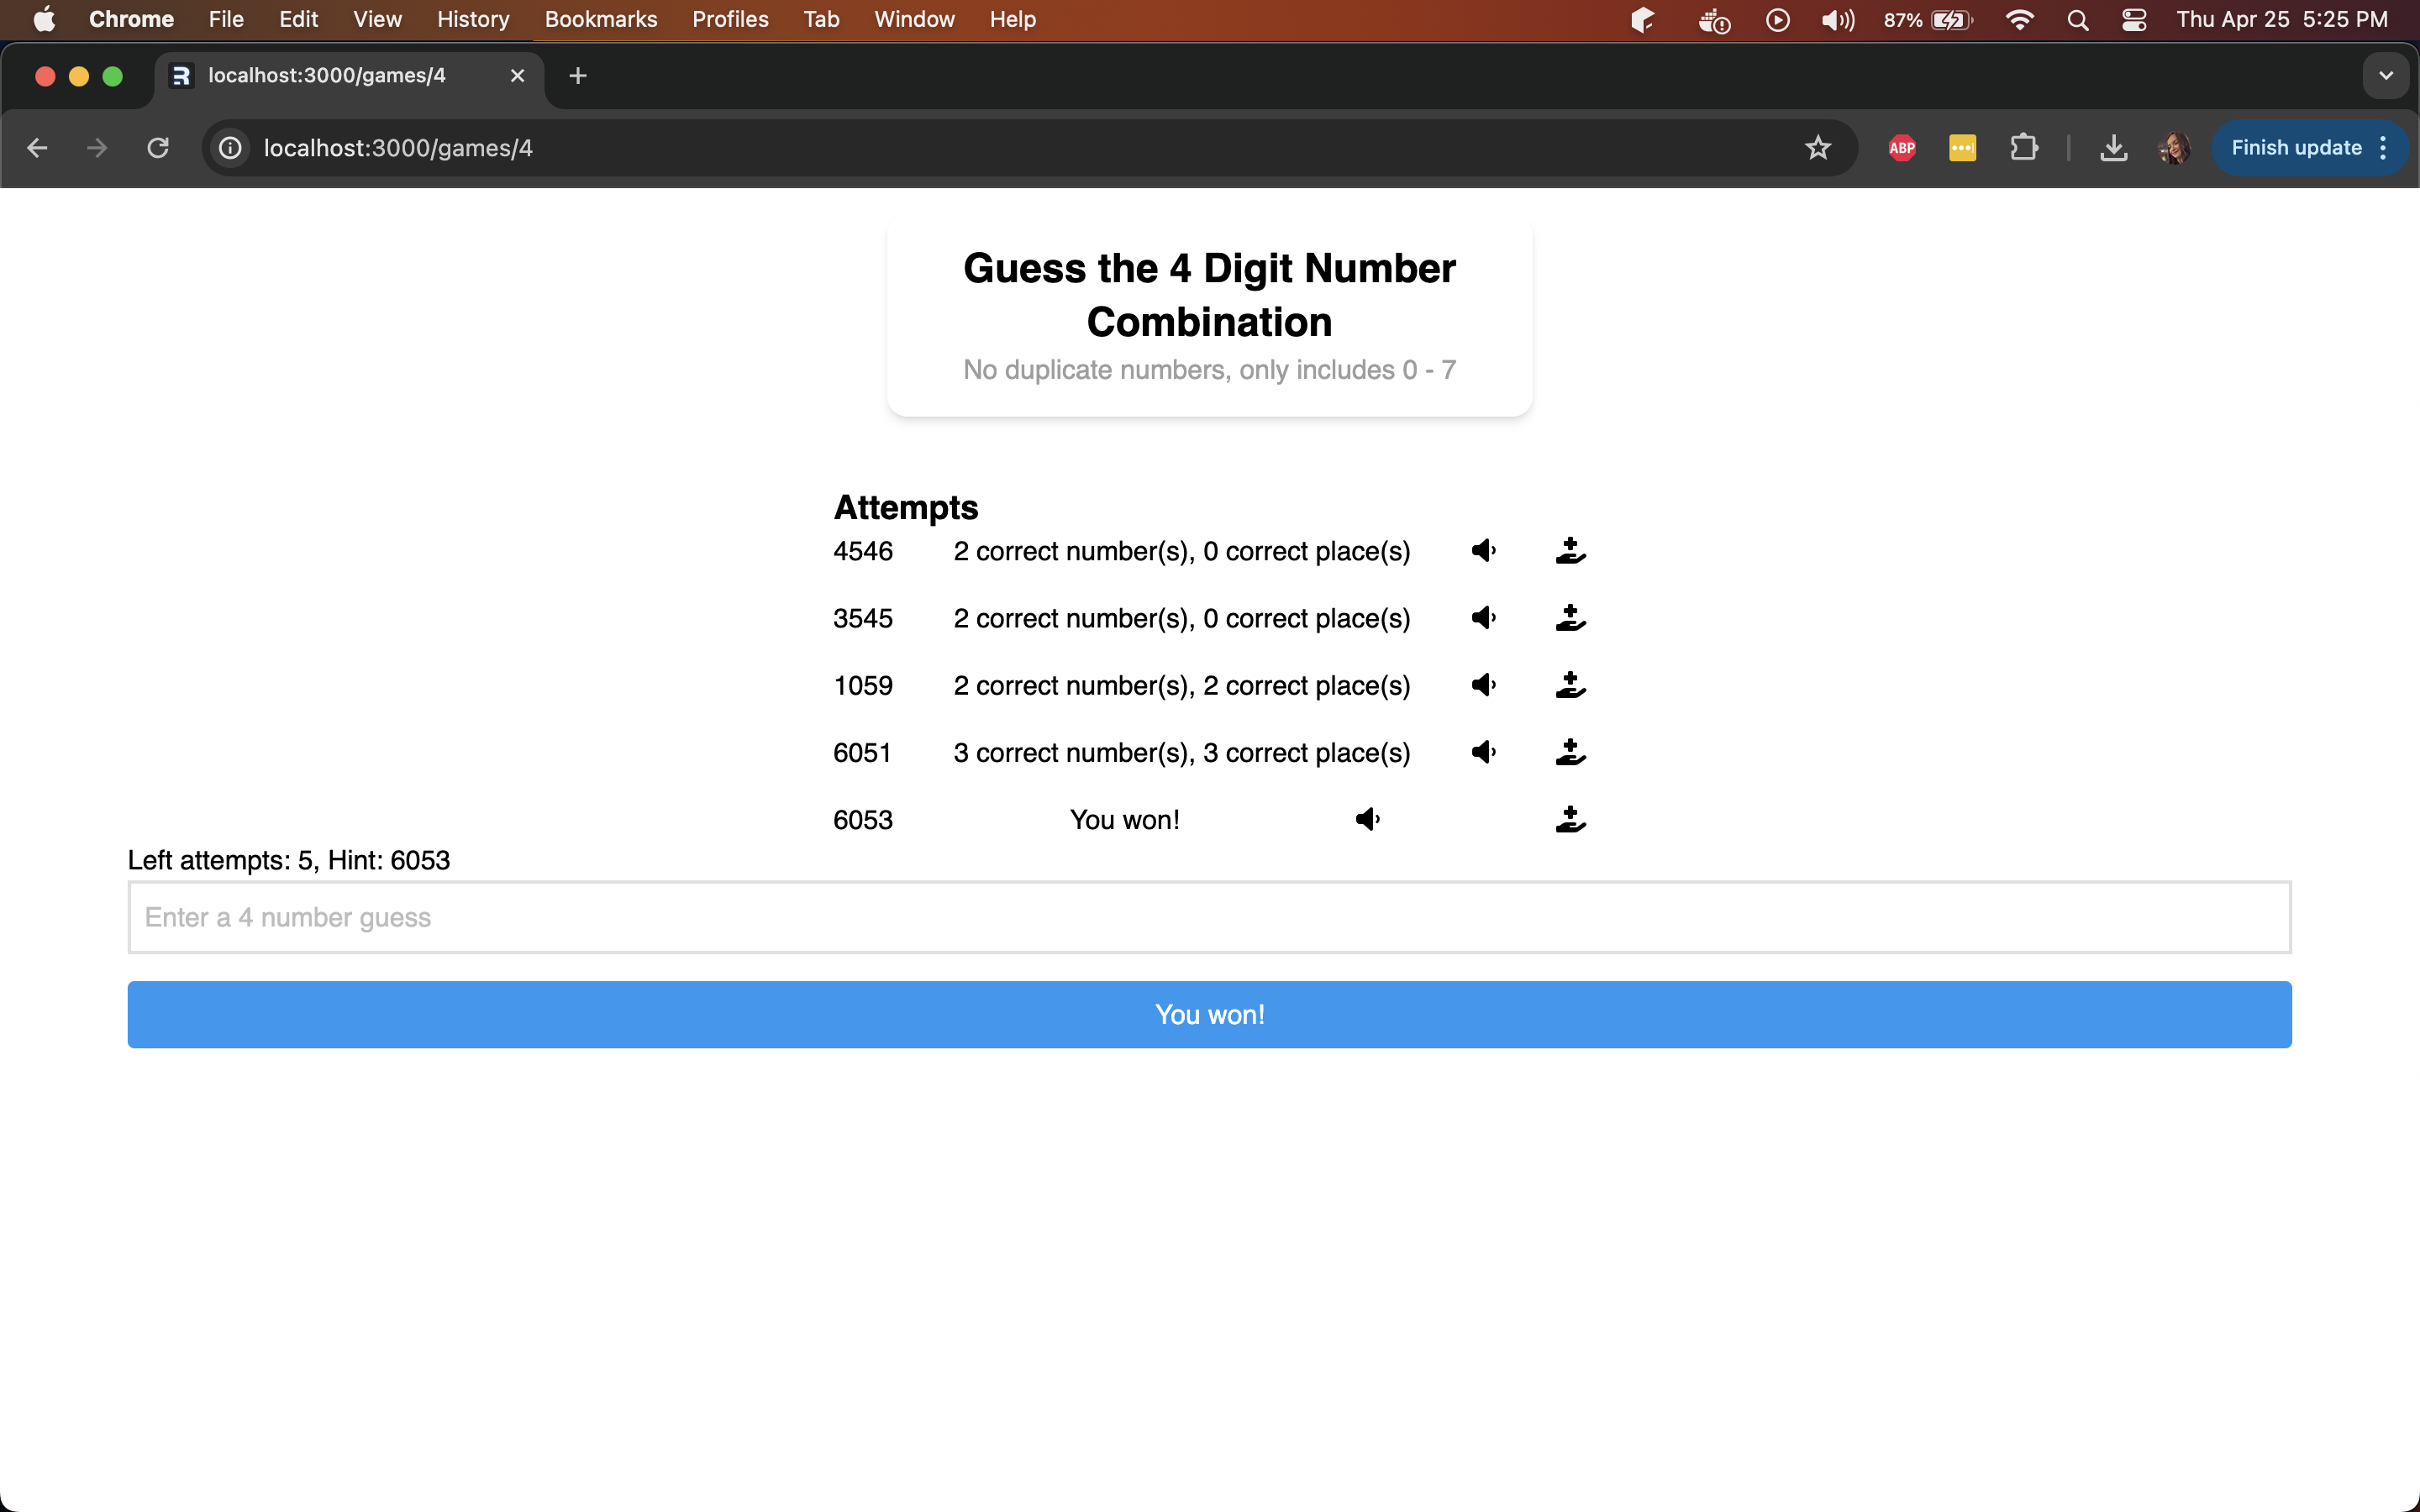 Chrome File Edit View History Bookmarks Profiles Tab Window Help 87% Thu Apr 25 5:25 PM
localhost:3000/games/4
localhost:3000/games/4 ABP Finish update
Guess the 4 Digit Number
Combination
No duplicate numbers, only includes 0 - 7
Attempts
4546 2 correct number(s), 0 correct place(s)
3545 2 correct number(s), 0 correct place(s)
1059 2 correct number(s), 2 correct place(s)
6051 3 correct number(s), 3 correct place(s)
6053 You won!
Left attempts: 5, Hint: 6053
Enter a 4 number guess
You won!